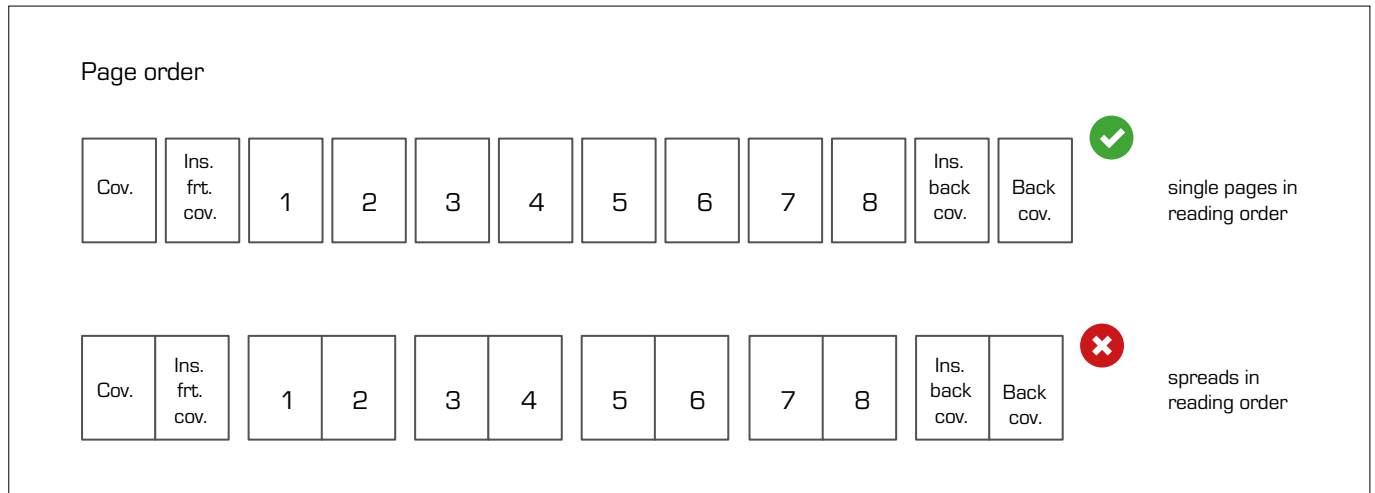 Page order
Cov.
Ins.
frt.
cov.
1
2
3
4
5
6
7
8
Ins.
back
cov.
Back
cov.
single pages in
reading order
Cov.
Ins.
frt.
cov.
1
2
3
4
5
6
7
8
Ins.
back
cov.
Back
cov.
spreads in
reading order